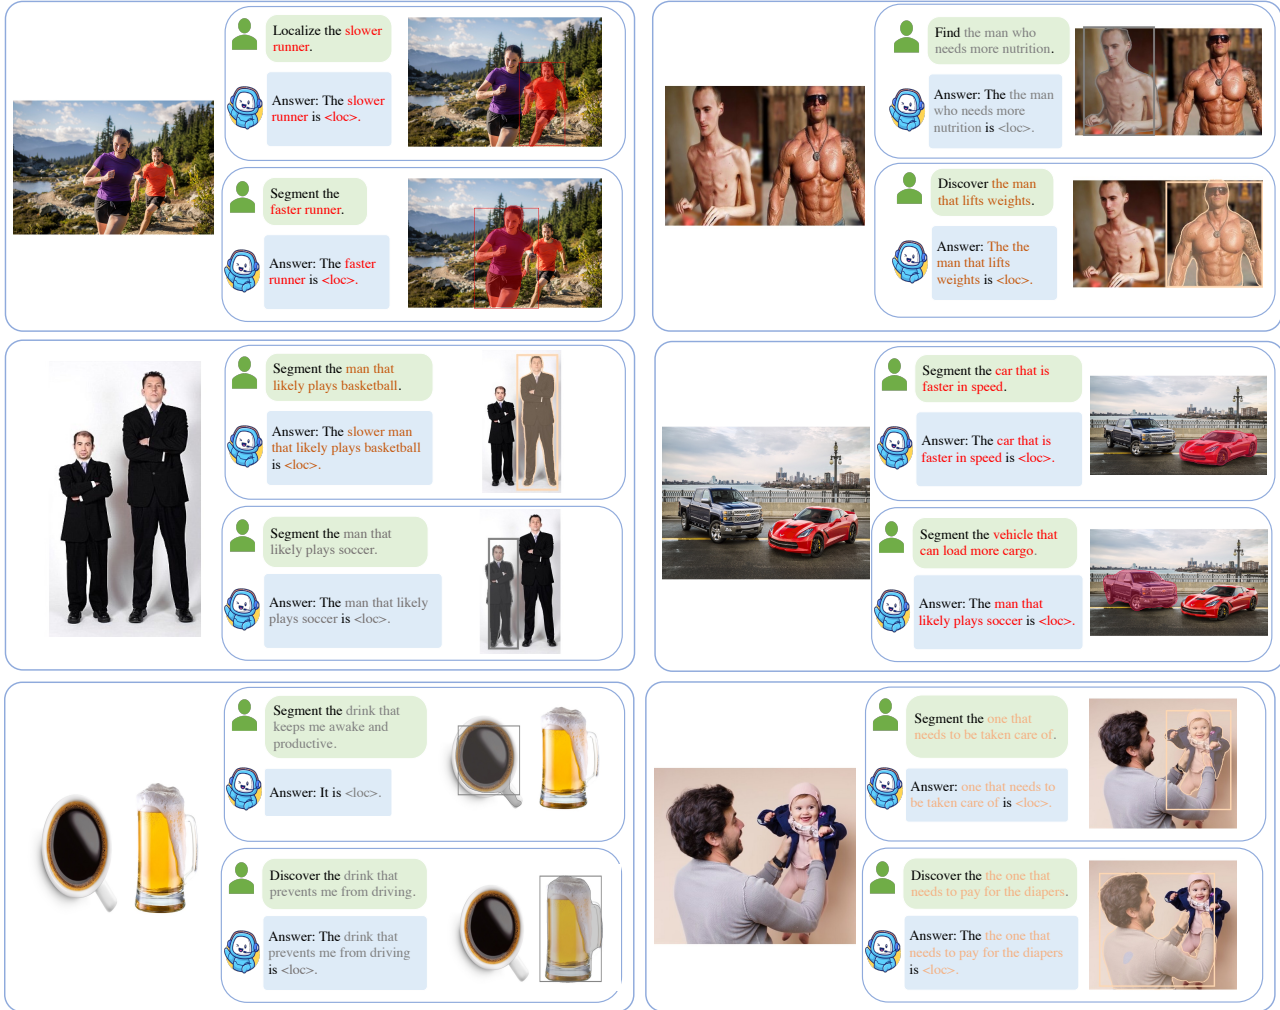 Localize the slower
runner.
Answer: The slower
runner is <loc>.
Segment the
faster runner.
Answer: The faster
runner is <loc>.
Find the man who
needs more nutrition.
Answer: The the man
who needs more
nutrition is <loc>.
Discover the man
that lifts weights.
Answer: The the
man that lifts
weights is <loc>.
Segment the man that
likely plays basketball.
Answer: The slower man
that likely plays basketball
is <loc>.
Segment the man that
likely plays soccer.
Answer: The man that likely
plays soccer is <loc>.
Segment the car that is
faster in speed.
Answer: The car that is
faster in speed is <loc>.
Segment the vehicle that
can load more cargo.
Answer: The man that
likely plays soccer is <loc>.
Segment the drink that
keeps me awake and
productive.
Answer: It is <loc>.
Discover the drink that
prevents me from driving.
Answer: The drink that
prevents me from driving
is <loc>.
Segment the one that
needs to be taken care of.
Answer: one that needs to
be taken care of is <loc>.
Discover the the one that
needs to pay for the diapers.
Answer: The the one that
needs to pay for the diapers
is <loc>.